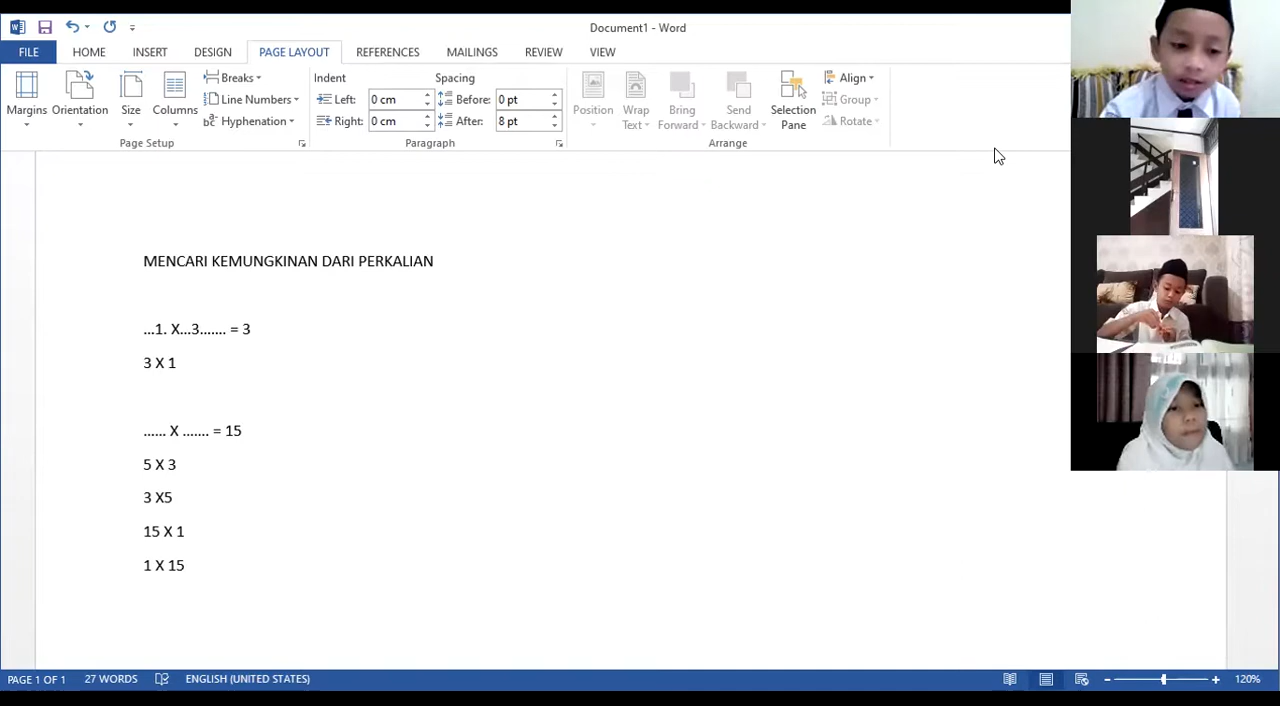 Document1 - Word
FILE HOME INSERT DESIGN PAGE LAYOUT REFERENCES MAILINGS REVIEW VIEW
Margins Orientation Size Columns
Breaks
Line Numbers
Hyphenation
Page Setup
Indent
Left: 0 cm
Right: 0 cm
Spacing
Before: 0 pt
After: 8 pt
Paragraph
Position Wrap Text Bring Forward Send Backward Selection Pane
Align
Group
Rotate
Arrange
MENCARI KEMUNGKINAN DARI PERKALIAN
...1. X...3....... = 3
3 X 1
...... X ....... = 15
5 X 3
3 X5
15 X 1
1 X 15
PAGE 1 OF 1 27 WORDS ENGLISH (UNITED STATES) 120%